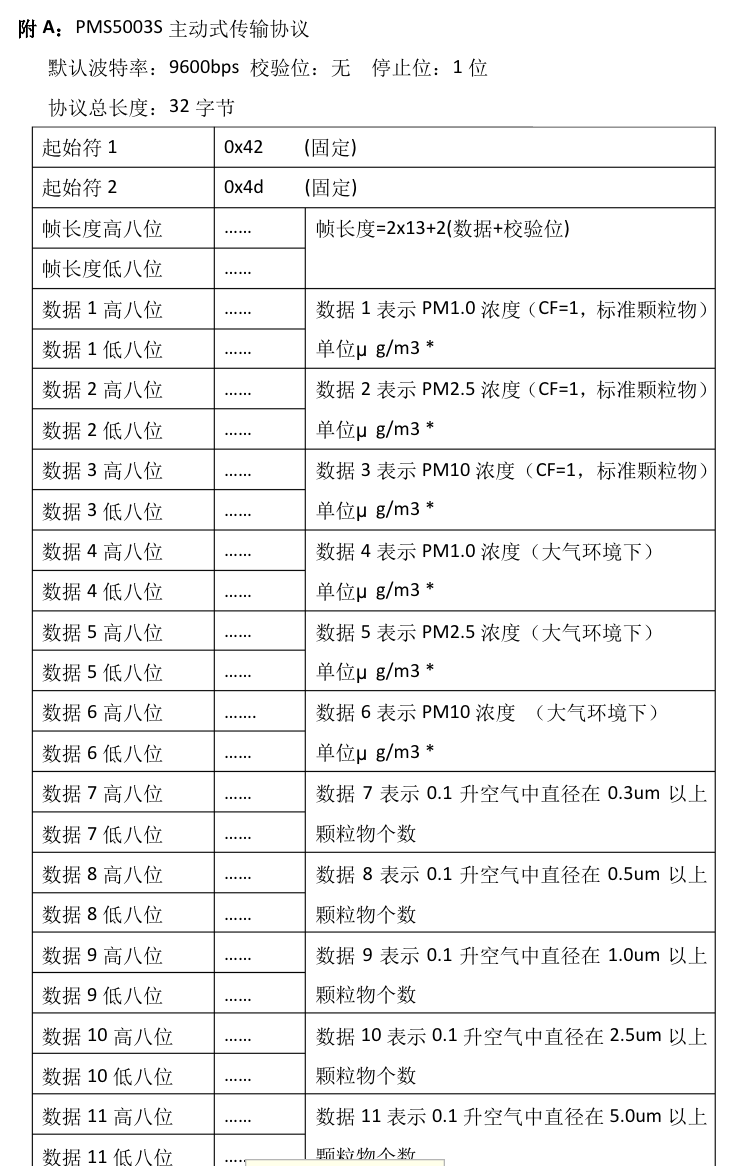 附 A：PMS5003S 主动式传输协议
默认波特率：9600bps 校验位：无 停止位：1 位
协议总长度：32 字节
起始符 1 0x42 (固定)
起始符 2 0x4d (固定)
帧长度高八位 …… 帧长度=2x13+2(数据+校验位)
帧长度低八位 ……
数据 1 高八位 …… 数据 1 表示 PM1.0 浓度（CF=1，标准颗粒物）
数据 1 低八位 …… 单位μ g/m3 *
数据 2 高八位 …… 数据 2 表示 PM2.5 浓度（CF=1，标准颗粒物）
数据 2 低八位 …… 单位μ g/m3 *
数据 3 高八位 …… 数据 3 表示 PM10 浓度（CF=1，标准颗粒物）
数据 3 低八位 …… 单位μ g/m3 *
数据 4 高八位 …… 数据 4 表示 PM1.0 浓度（大气环境下）
数据 4 低八位 …… 单位μ g/m3 *
数据 5 高八位 …… 数据 5 表示 PM2.5 浓度（大气环境下）
数据 5 低八位 …… 单位μ g/m3 *
数据 6 高八位 ……. 数据 6 表示 PM10 浓度 （大气环境下）
数据 6 低八位 …… 单位μ g/m3 *
数据 7 高八位 …… 数据 7 表示 0.1 升空气中直径在 0.3um 以上
数据 7 低八位 …… 颗粒物个数
数据 8 高八位 …… 数据 8 表示 0.1 升空气中直径在 0.5um 以上
数据 8 低八位 …… 颗粒物个数
数据 9 高八位 …… 数据 9 表示 0.1 升空气中直径在 1.0um 以上
数据 9 低八位 …… 颗粒物个数
数据 10 高八位 …… 数据 10 表示 0.1 升空气中直径在 2.5um 以上
数据 10 低八位 …… 颗粒物个数
数据 11 高八位 …… 数据 11 表示 0.1 升空气中直径在 5.0um 以上
数据 11 低八位 …… 颗粒物个数